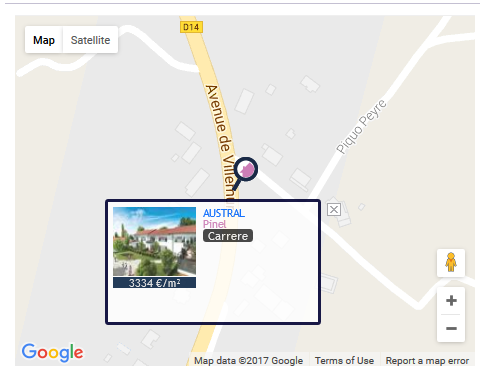 Map Satellite
D14
Avenue de Villemu
Piquo Peyre
AUSTRAL
Pinel
Carrere
3334 €/m²
Google
Map data ©2017 Google Terms of Use Report a map error